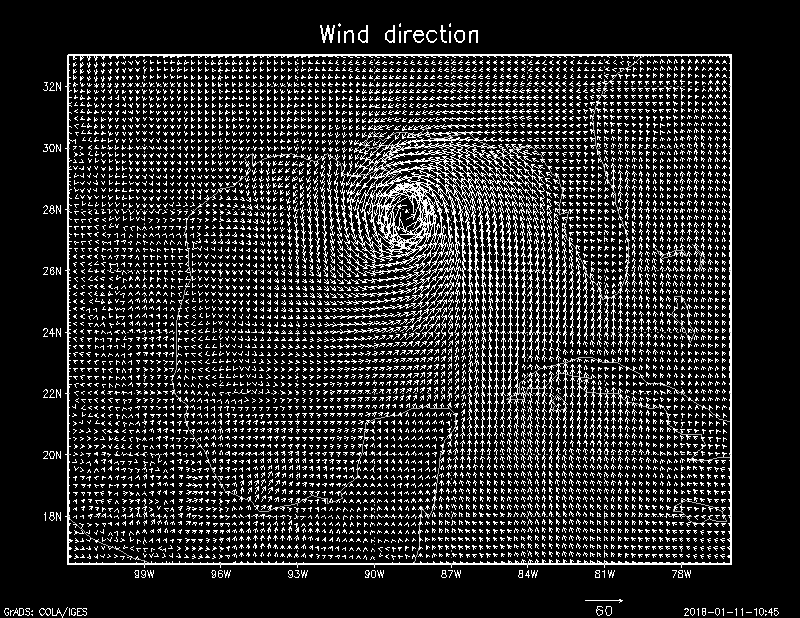 Wind direction
32N
30N
28N
26N
24N
22N
20N
18N
99W 96W 93W 90W 87W 84W 81W 78W
GrADS: COLA/IGES 60 2018-01-11-10:45